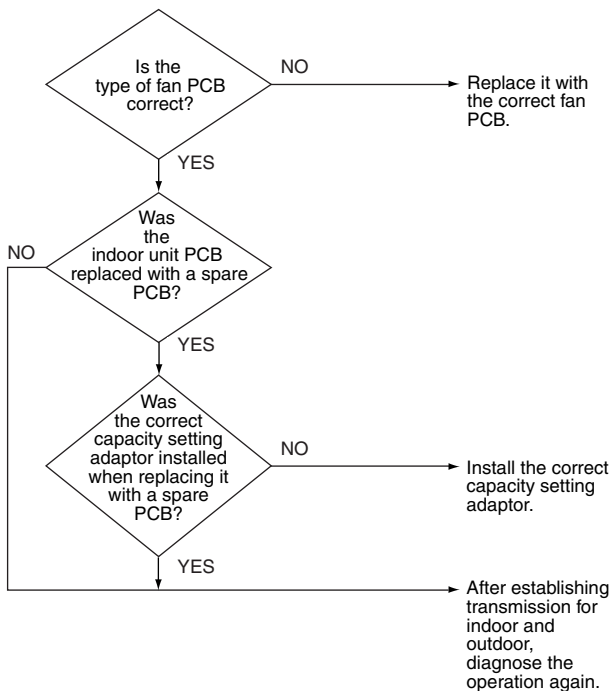 Is the
type of fan PCB
correct?
NO
Replace it with
the correct fan
PCB.
YES
Was
the
indoor unit PCB
replaced with a spare
PCB?
NO
YES
Was
the correct
capacity setting
adaptor installed
when replacing it
with a spare
PCB?
NO
Install the correct
capacity setting
adaptor.
YES
After establishing
transmission for
indoor and
outdoor,
diagnose the
operation again.